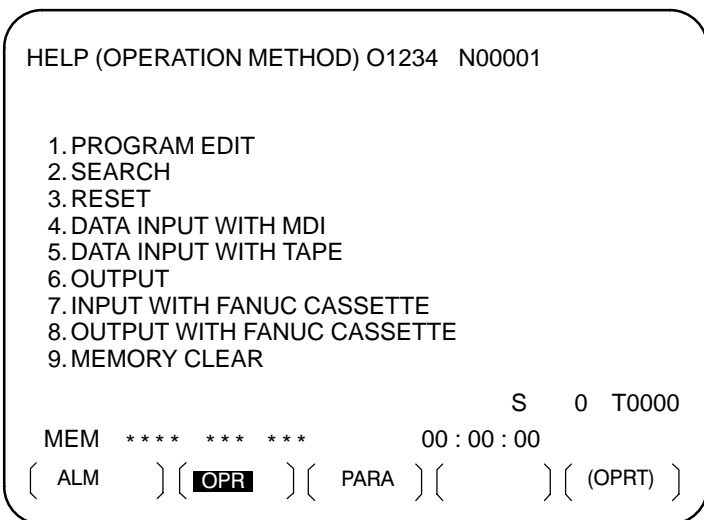 HELP (OPERATION METHOD) O1234 N00001
1. PROGRAM EDIT
2. SEARCH
3. RESET
4. DATA INPUT WITH MDI
5. DATA INPUT WITH TAPE
6. OUTPUT
7. INPUT WITH FANUC CASSETTE
8. OUTPUT WITH FANUC CASSETTE
9. MEMORY CLEAR
S 0 T0000
MEM **** *** *** 00 : 00 : 00
[ ALM ] [ OPR ] [ PARA ] [ ] [ (OPRT) ]